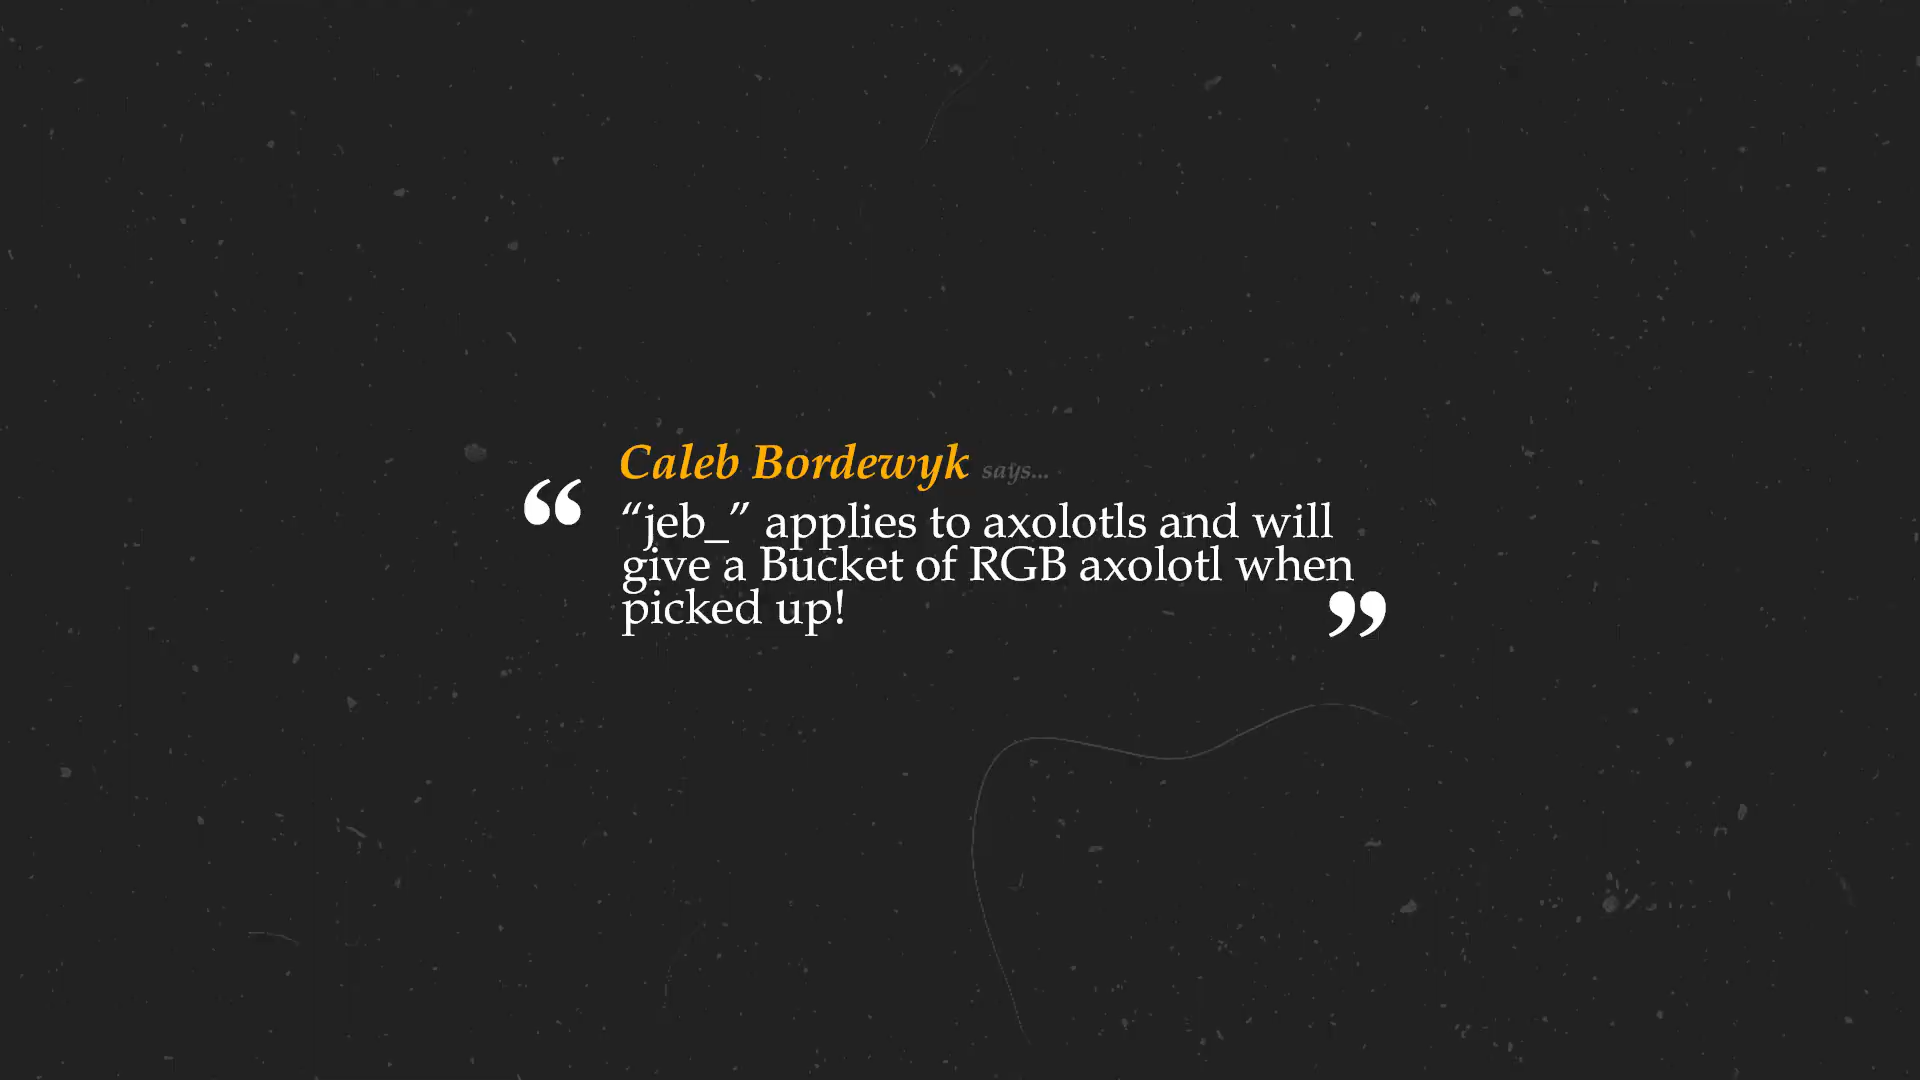 Caleb Bordewyk says...
“
“jeb_” applies to axolotls and will
give a Bucket of RGB axolotl when
picked up!
”